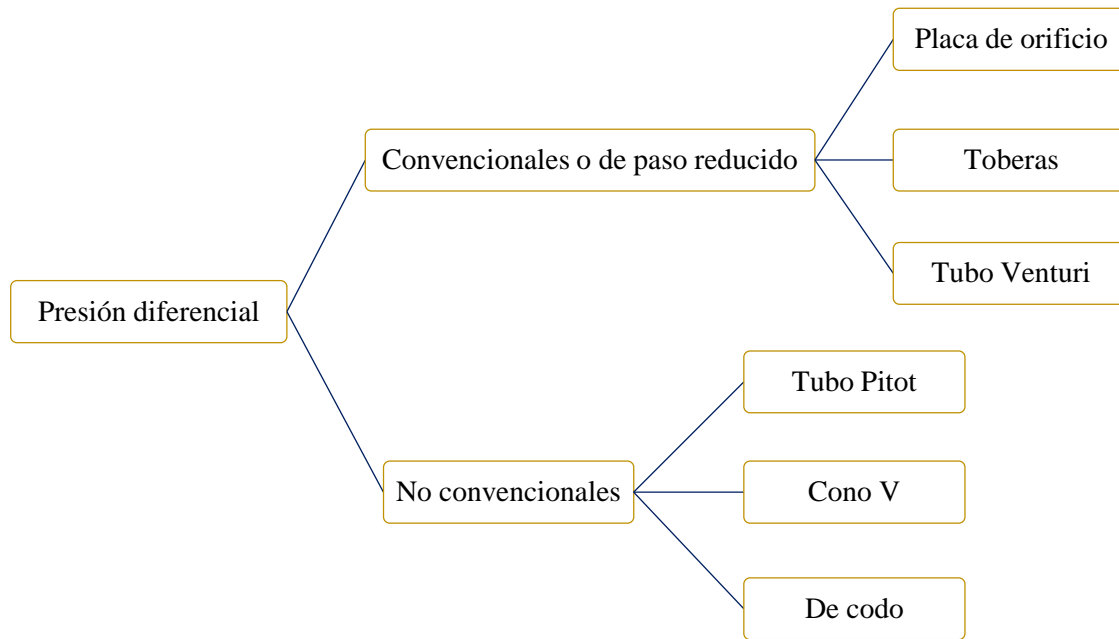 Presión diferencial
Convencionales o de paso reducido
Placa de orificio
Toberas
Tubo Venturi
No convencionales
Tubo Pitot
Cono V
De codo